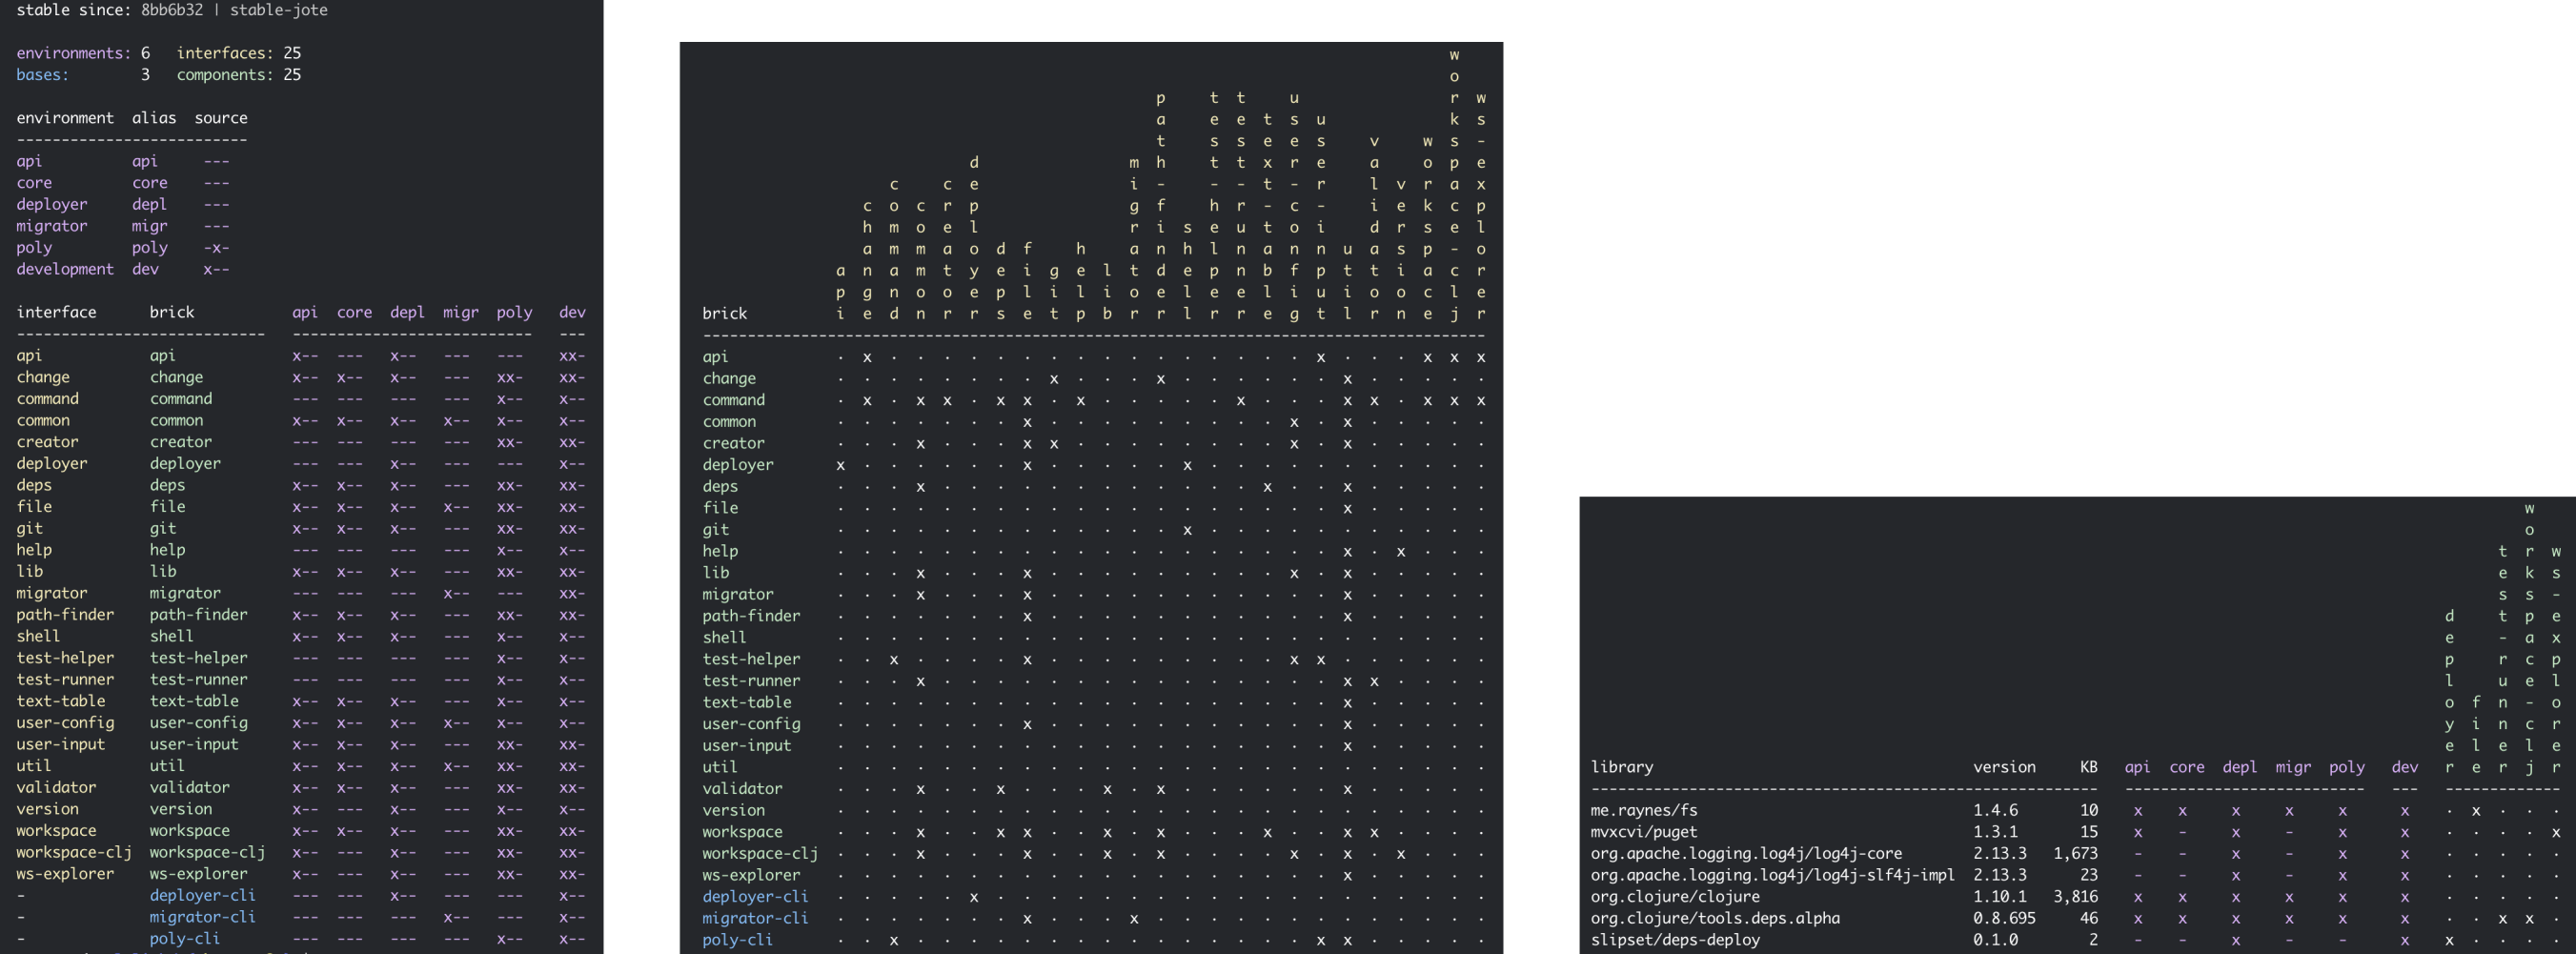 stable since: 8bb6b32 | stable-jote
environments: 6 interfaces: 25
bases: 3 components: 25
environment alias source
---------------------------
api api ---
core core ---
deployer depl ---
migrator migr ---
poly poly -x-
development dev x--
interface brick api core depl migr poly dev
---------------------------- --------------------------- ---
api api x-- --- x-- --- --- xx-
change change x-- x-- x-- --- xx- xx-
command command --- --- --- --- x-- x--
common common x-- x-- x-- x-- x-- x--
creator creator --- --- --- --- xx- xx-
deployer deployer --- --- x-- --- --- x--
deps deps x-- x-- x-- --- xx- xx-
file file x-- x-- x-- x-- xx- xx-
git git x-- x-- x-- --- xx- xx-
help help --- --- --- --- x-- x--
lib lib x-- x-- x-- --- xx- xx-
migrator migrator --- --- --- x-- --- xx-
path-finder path-finder x-- x-- x-- --- xx- xx-
shell shell x-- x-- x-- --- x-- x--
test-helper test-helper --- --- --- --- x-- x--
test-runner test-runner --- --- --- --- x-- x--
text-table text-table x-- x-- x-- --- x-- x--
user-config user-config x-- x-- x-- x-- x-- x--
user-input user-input x-- x-- x-- --- xx- xx-
util util x-- x-- x-- x-- xx- xx-
validator validator x-- x-- x-- --- xx- xx-
version version x-- x-- x-- --- x-- x--
workspace workspace x-- x-- x-- --- xx- xx-
workspace-clj workspace-clj x-- --- x-- --- xx- xx-
ws-explorer ws-explorer x-- --- x-- --- xx- xx-
- deployer-cli --- --- x-- --- --- x--
- migrator-cli --- --- --- x-- --- x--
- poly-cli --- --- --- --- x-- x--
brick api change command common creator deployer deps file git help lib migrator path-finder shell test-helper test-runner text-table user-config user-input util validator version workspace workspace-clj ws-explorer
----------------------------------------------------------------------------------------
api . x . . . . . . . . . . . . . . . . x . . . x x x
change . . . . . . . . x . . . x . . . . . . x . . . . .
command . x . x x . x x . x . . . . . x . . . x x . x x x
common . . . . . . . x . . . . . . . . . x . x . . . . .
creator . . . x . . . x x . . . . . . . . x . x . . . . .
deployer x . . . . . . x . . . . . x . . . . . . . . . . .
deps . . . x . . . . . . . . . . . . x . . x . . . . .
file . . . . . . . . . . . . . . . . . . . x . . . . .
git . . . . . . . . . . . . . x . . . . . . . . . . .
help . . . . . . . . . . . . . . . . . . . x . x . . .
lib . . . x . . . x . . . . . . . . . x . x . . . . .
migrator . . . x . . . x . . . . . . . . . . . x . . . . .
path-finder . . . . . . . x . . . . . . . . . . . x . . . . .
shell . . . . . . . . . . . . . . . . . . . . . . . . .
test-helper . . x . . . . x . . . . . . . . . x x . . . . . .
test-runner . . . x . . . . . . . . . . . . . . . x x . . . .
text-table . . . . . . . . . . . . . . . . . . . x . . . . .
user-config . . . . . . . x . . . . . . . . . . . x . . . . .
user-input . . . . . . . . . . . . . . . . . . . x . . . . .
util . . . . . . . . . . . . . . . . . . . . . . . . .
validator . . . x . . x . . . x . x . . . . . . x . . . . .
version . . . . . . . . . . . . . . . . . . . . . . . . .
workspace . . . x . . x x . . x . x . . . x . . x x . . . .
workspace-clj . . . x . . . x . . x . x . . . . x . x . x . . .
ws-explorer . . . . . . . . . . . . . . . . . . . x . . . . .
deployer-cli . . . . . x . . . . . . . . . . . . . . . . . . .
migrator-cli . . . . . . . x . . . x . . . . . . . . . . . . .
poly-cli . . x . . . . . . . . . . . . . . . x x . . . . .
library version KB api core depl migr poly dev deployer file test-runner workspace-clj ws-explorer
--------------------------------------------------------- --------------------------- --- -------------
me.raynes/fs 1.4.6 10 x x x x x x . x . . .
mvxcvi/puget 1.3.1 15 x - x - x x . . . . x
org.apache.logging.log4j/log4j-core 2.13.3 1,673 - - x - x x . . . . .
org.apache.logging.log4j/log4j-slf4j-impl 2.13.3 23 - - x - x x . . . . .
org.clojure/clojure 1.10.1 3,816 x x x x x x . . . . .
org.clojure/tools.deps.alpha 0.8.695 46 x x x x x x . . x x .
slipset/deps-deploy 0.1.0 2 - - x - - x x . . . .